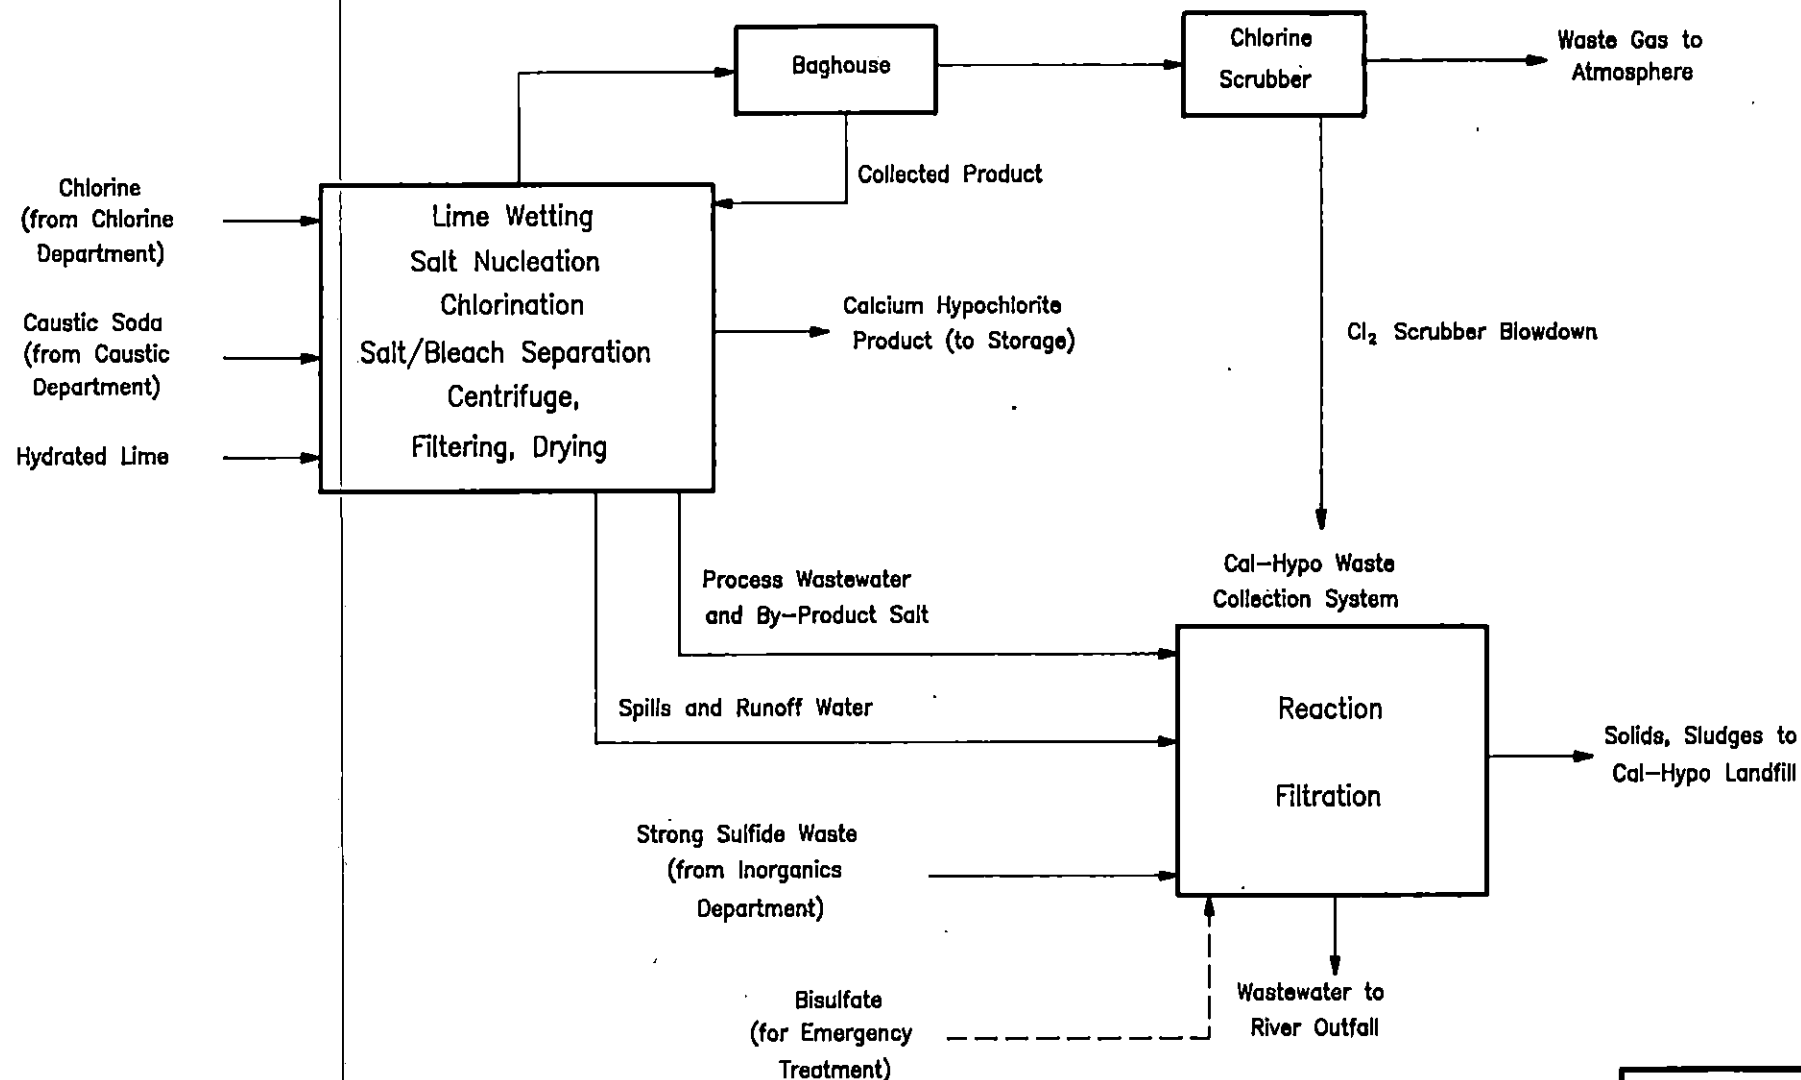 Baghouse
Chlorine
Scrubber
Waste Gas to
Atmosphere
Collected Product
Chlorine
(from Chlorine
Department)
Caustic Soda
(from Caustic
Department)
Hydrated Lime
Lime Wetting
Salt Nucleation
Chlorination
Salt/Bleach Separation
Centrifuge,
Filtering, Drying
Calcium Hypochlorite
Product (to Storage)
Cl₂ Scrubber Blowdown
Process Wastewater
and By-Product Salt
Spills and Runoff Water
Cal-Hypo Waste
Collection System
Reaction
Filtration
Solids, Sludges to
Cal-Hypo Landfill
Strong Sulfide Waste
(from Inorganics
Department)
Bisulfate
(for Emergency
Treatment)
Wastewater to
River Outfall